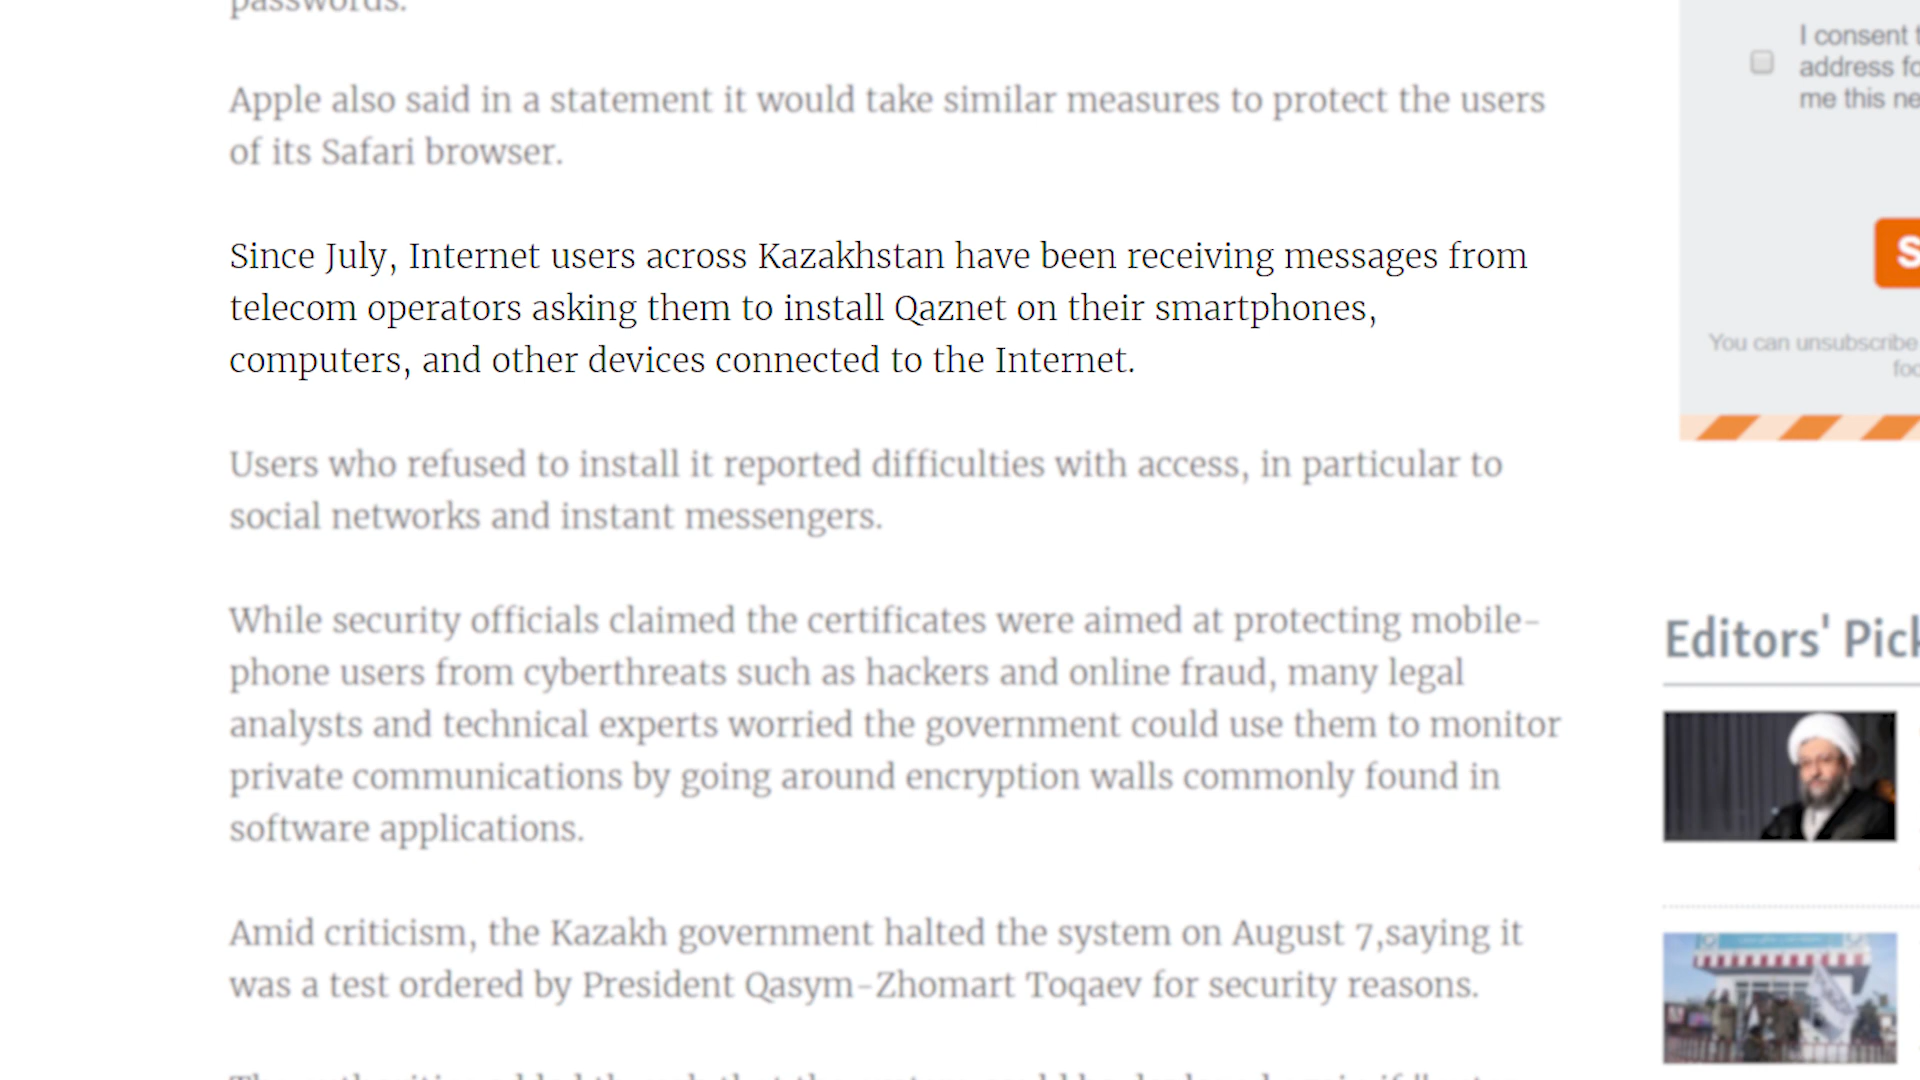 passwords.
Apple also said in a statement it would take similar measures to protect the users
of its Safari browser.
Since July, Internet users across Kazakhstan have been receiving messages from
telecom operators asking them to install Qaznet on their smartphones,
computers, and other devices connected to the Internet.
Users who refused to install it reported difficulties with access, in particular to
social networks and instant messengers.
While security officials claimed the certificates were aimed at protecting mobile-
phone users from cyberthreats such as hackers and online fraud, many legal
analysts and technical experts worried the government could use them to monitor
private communications by going around encryption walls commonly found in
software applications.
Amid criticism, the Kazakh government halted the system on August 7,saying it
was a test ordered by President Qasym-Zhomart Toqaev for security reasons.
I consent
address
me this
S
You can unsubscribe
Editors' Pick